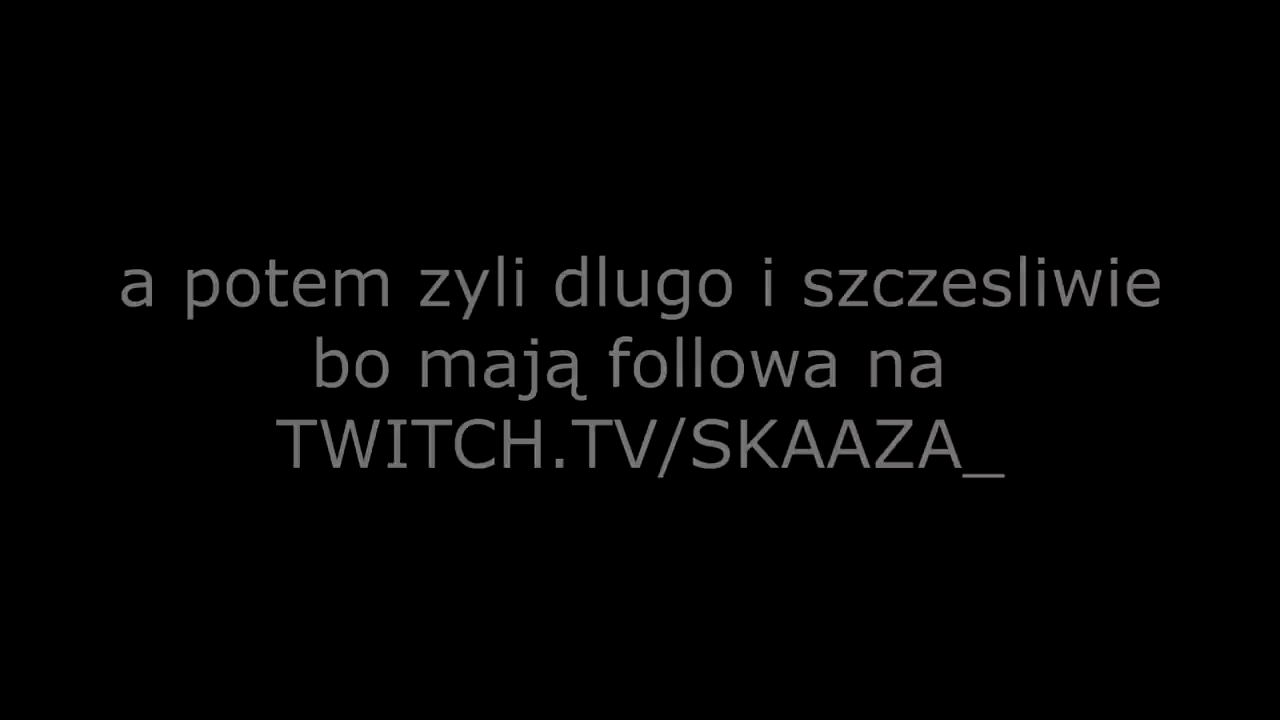 a potem zyli dlugo i szczesliwie
bo mają followa na
TWITCH.TV/SKAAZA_